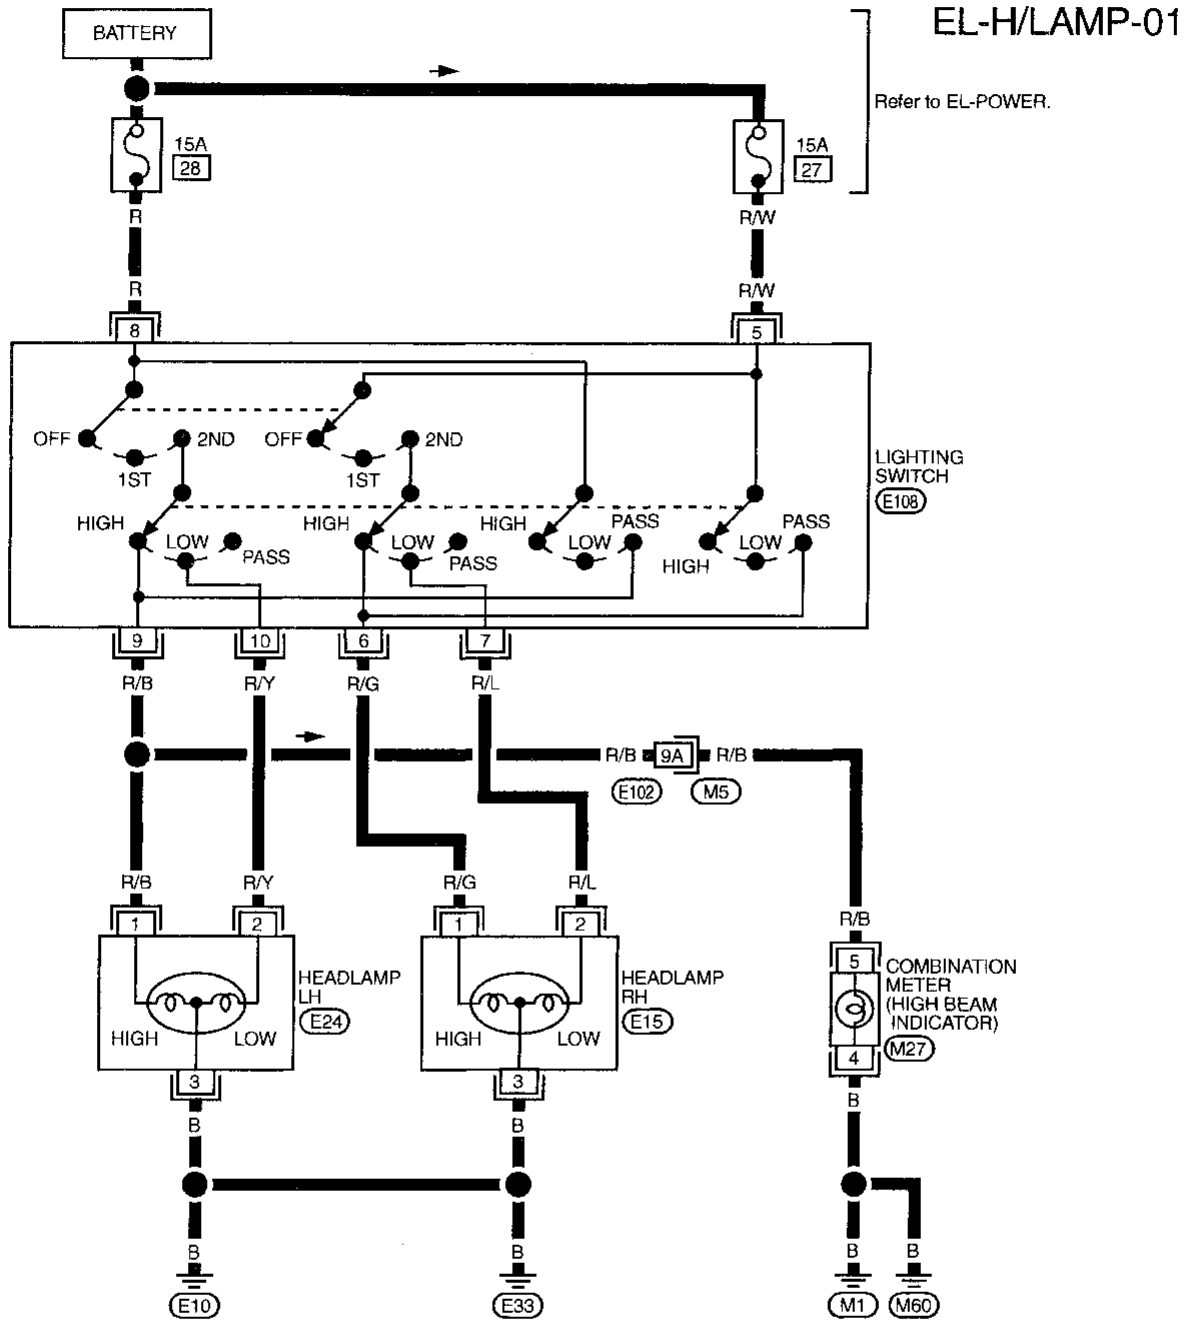 EL-H/LAMP-01
BATTERY
Refer to EL-POWER.
15A
28
15A
27
R
R/W
R
R/W
8
5
OFF
2ND
OFF
2ND
1ST
1ST
LIGHTING
SWITCH
E108
HIGH
LOW
PASS
HIGH
LOW
PASS
HIGH
LOW
PASS
HIGH
LOW
PASS
9
10
6
7
R/B
R/Y
R/G
R/L
R/B
9A
R/B
E102
M5
R/B
R/Y
R/G
R/L
R/B
1
2
1
2
5
HEADLAMP
LH
E24
HIGH
LOW
HEADLAMP
RH
E15
HIGH
LOW
COMBINATION
METER
(HIGH BEAM
INDICATOR)
M27
4
3
3
B
B
B
B
B
B
B
E10
E33
M1
M60